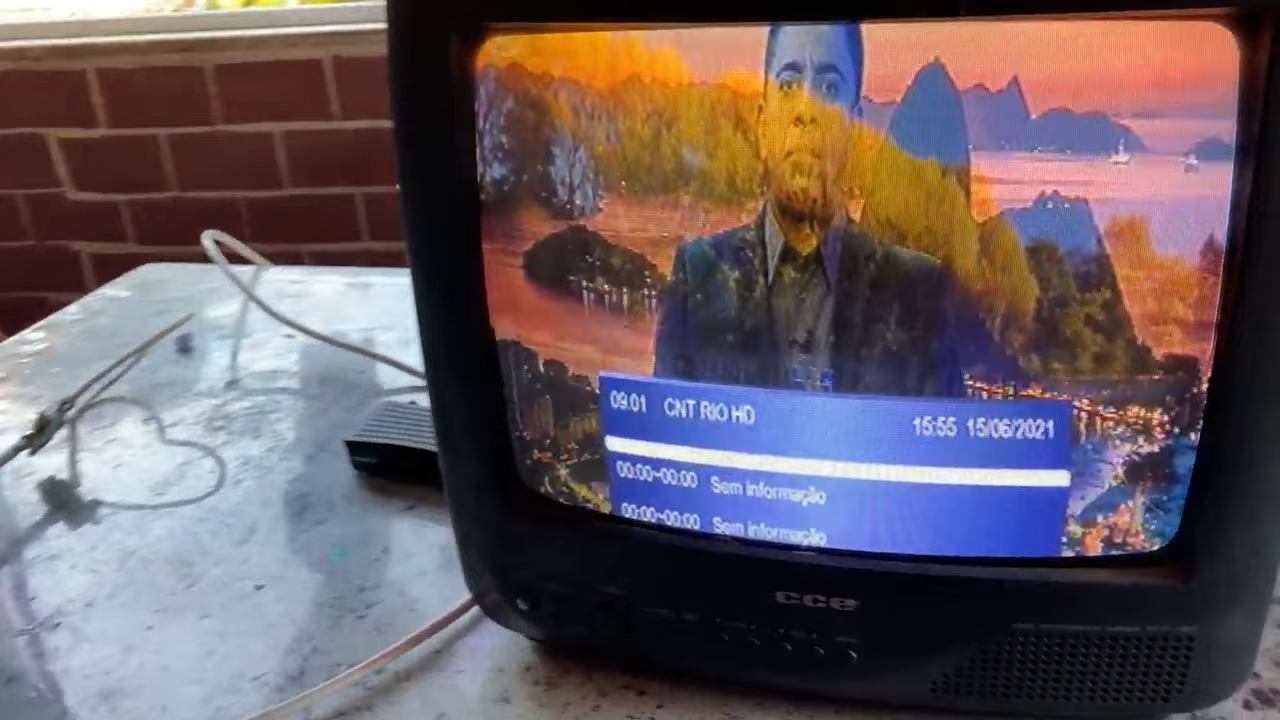 09.01 CNT RIO HD 15:55 15/06/2021
00:00~00:00 Sem informação
00:00~00:00 Sem informação
cce